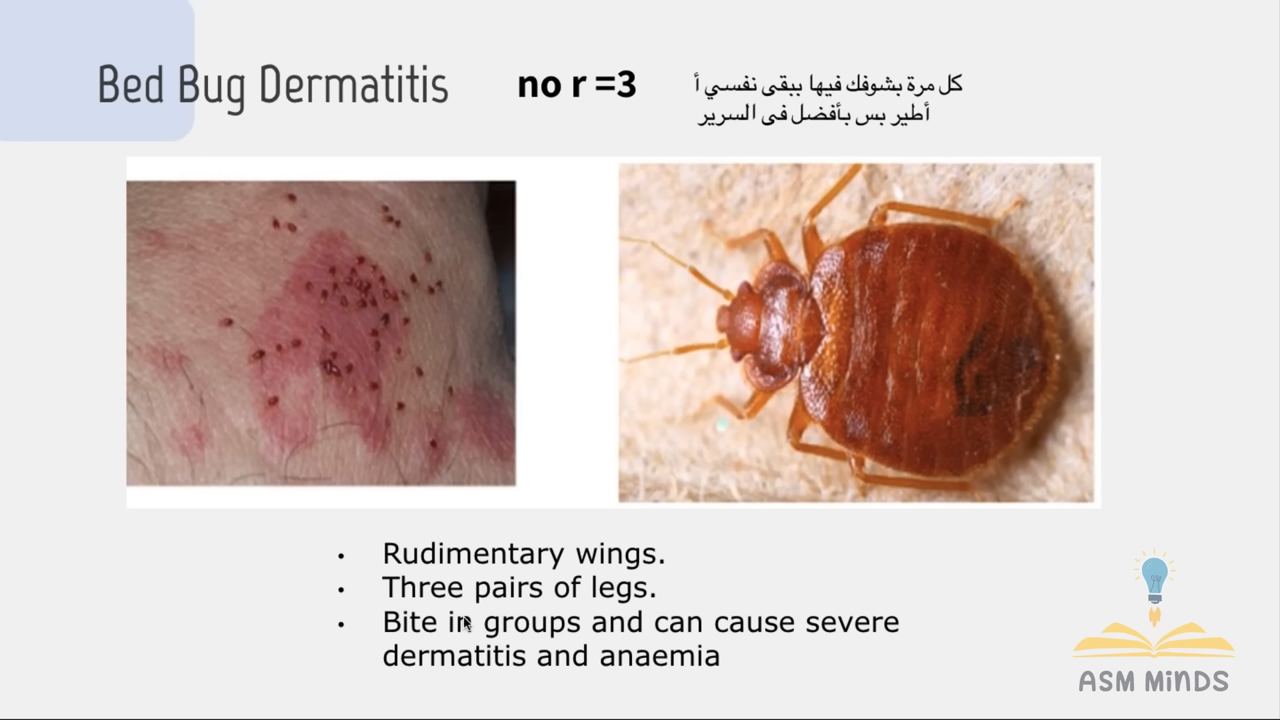 Bed Bug Dermatitis
no r =3
كل مرة بشوفك فيها ببقى نفسي أ
أطير بس بأفضل فى السرير
• Rudimentary wings.
• Three pairs of legs.
• Bite in groups and can cause severe
dermatitis and anaemia
ASM MiNDS